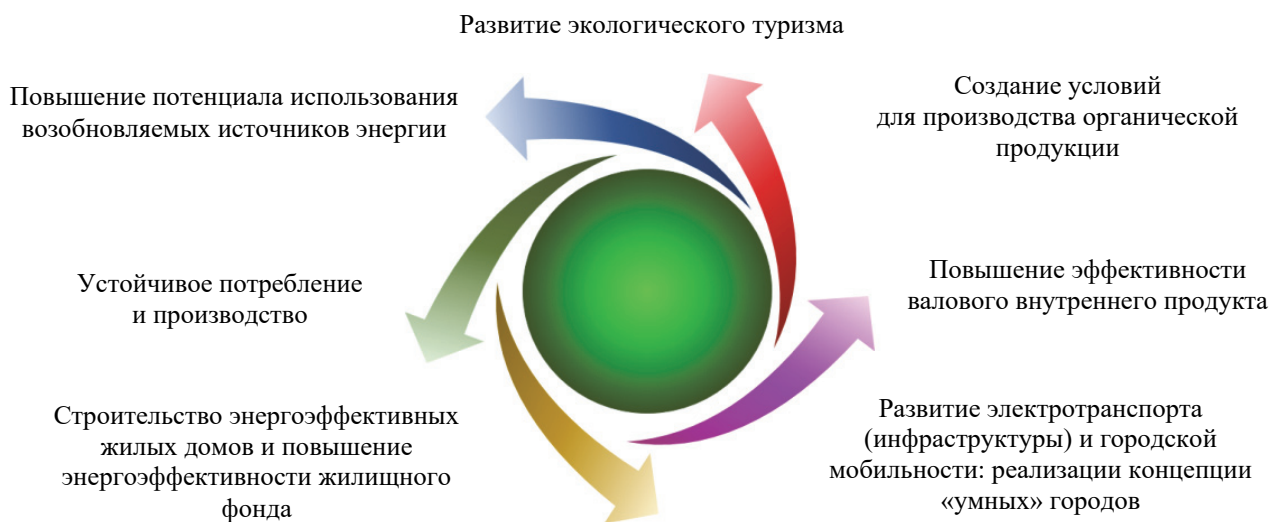 Развитие экологического туризма
Повышение потенциала использования
возобновляемых источников энергии
Создание условий
для производства органической
продукции
Устойчивое потребление
и производство
Повышение эффективности
валового внутреннего продукта
Строительство энергоэффективных
жилых домов и повышение
энергоэффективности жилищного
фонда
Развитие электротранспорта
(инфраструктуры) и городской
мобильности: реализации концепции
«умных» городов